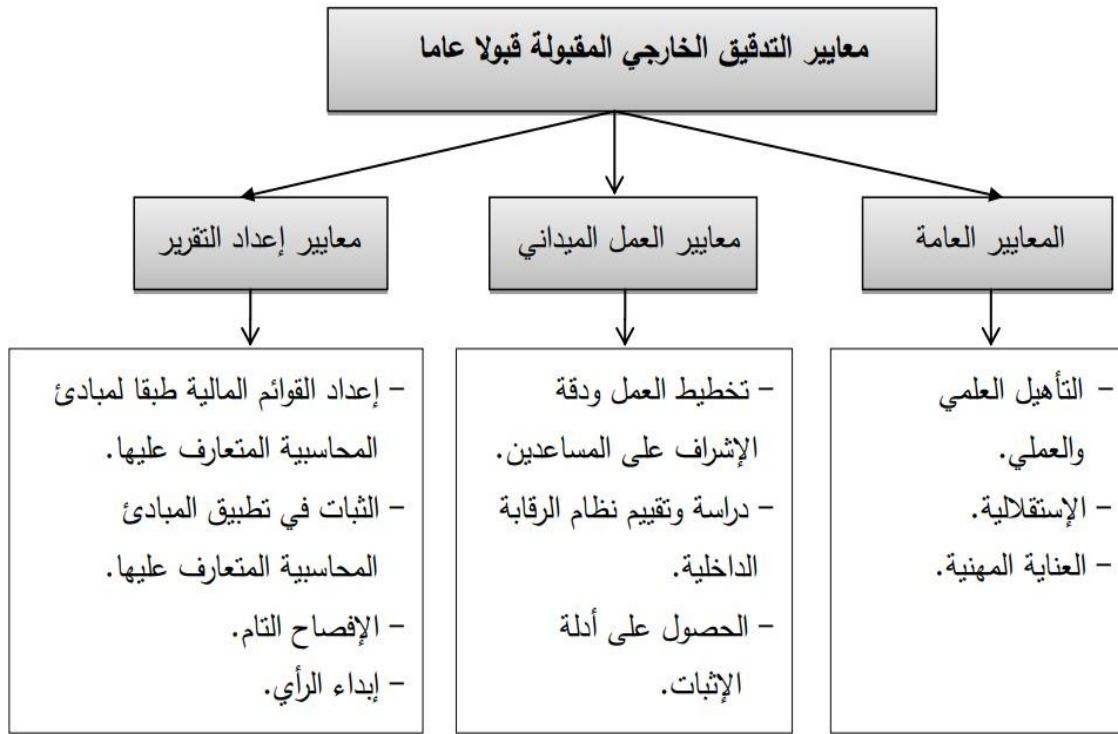 معايير التدقيق الخارجي المقبولة قبولا عاما
المعايير العامة
معايير العمل الميداني
معايير إعداد التقرير
- التأهيل العلمي
والعملي.
- الإستقلالية.
- العناية المهنية.
- تخطيط العمل ودقة
الإشراف على المساعدين.
- دراسة وتقييم نظام الرقابة
الداخلية.
- الحصول على أدلة
الإثبات.
- إعداد القوائم المالية طبقا لمبادئ
المحاسبية المتعارف عليها.
- الثبات في تطبيق المبادئ
المحاسبية المتعارف عليها.
- الإفصاح التام.
- إبداء الرأي.